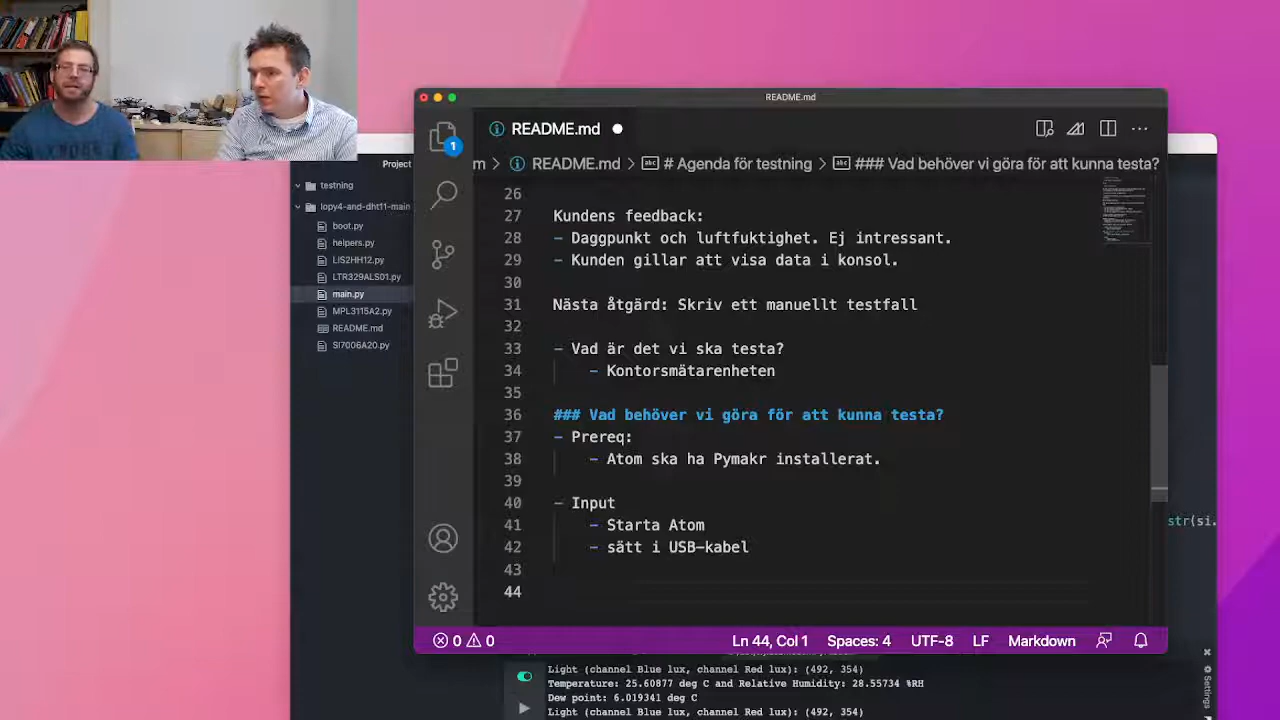 README.md
README.md
1
m > README.md > # Agenda för testning > ### Vad behöver vi göra för att kunna testa?
Project
testning
lopy4-and-dht11-main
boot.py
helpers.py
LIS2HH12.py
LTR329ALS01.py
main.py
MPL3115A2.py
README.md
SI7006A20.py
26
27 Kundens feedback:
28 - Daggpunkt och luftfuktighet. Ej intressant.
29 - Kunden gillar att visa data i konsol.
30
31 Nästa åtgärd: Skriv ett manuellt testfall
32
33 - Vad är det vi ska testa?
34 - Kontorsmätarenheten
35
36 ### Vad behöver vi göra för att kunna testa?
37 - Prereq:
38 - Atom ska ha Pymakr installerat.
39
40 - Input
41 - Starta Atom
42 - sätt i USB-kabel
43
44
str(si.
0 0 Ln 44, Col 1 Spaces: 4 UTF-8 LF Markdown
Light (channel Blue lux, channel Red lux): (492, 354)
Temperature: 25.60877 deg C and Relative Humidity: 28.55734 %RH
Dew point: 6.019341 deg C
Light (channel Blue lux, channel Red lux): (492, 354)
Settings